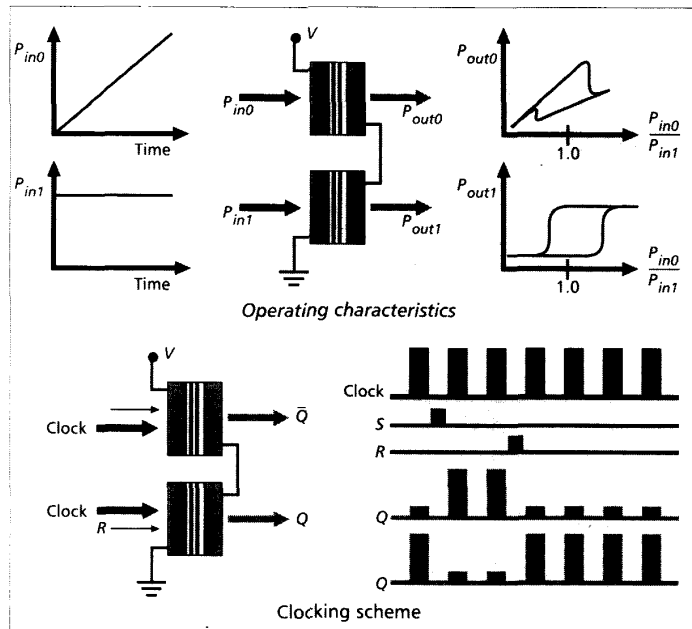 P_in0
Time
P_in1
Time
V
P_in0
P_out0
P_in1
P_out1
P_out0
P_in0
P_in1
1.0
P_out1
P_in0
P_in1
1.0
Operating characteristics
V
Clock
Q̄
Clock
R
Q
Clock
S
R
Q
Q
Clocking scheme